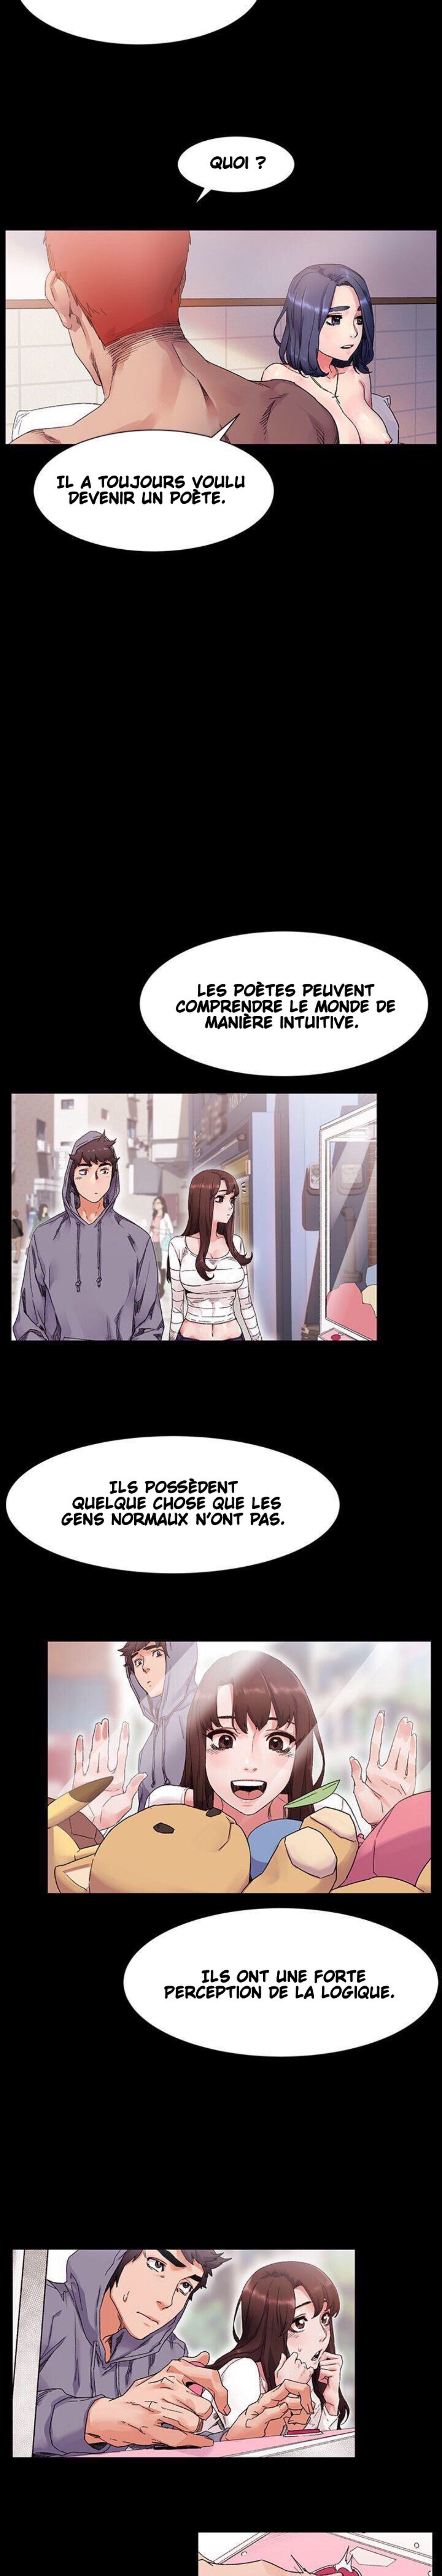 QUOI ?
IL A TOUJOURS VOULU
DEVENIR UN POÈTE.
LES POÈTES PEUVENT
COMPRENDRE LE MONDE DE
MANIÈRE INTUITIVE.
ILS POSSÈDENT
QUELQUE CHOSE QUE LES
GENS NORMAUX N'ONT PAS.
ILS ONT UNE FORTE
PERCEPTION DE LA LOGIQUE.